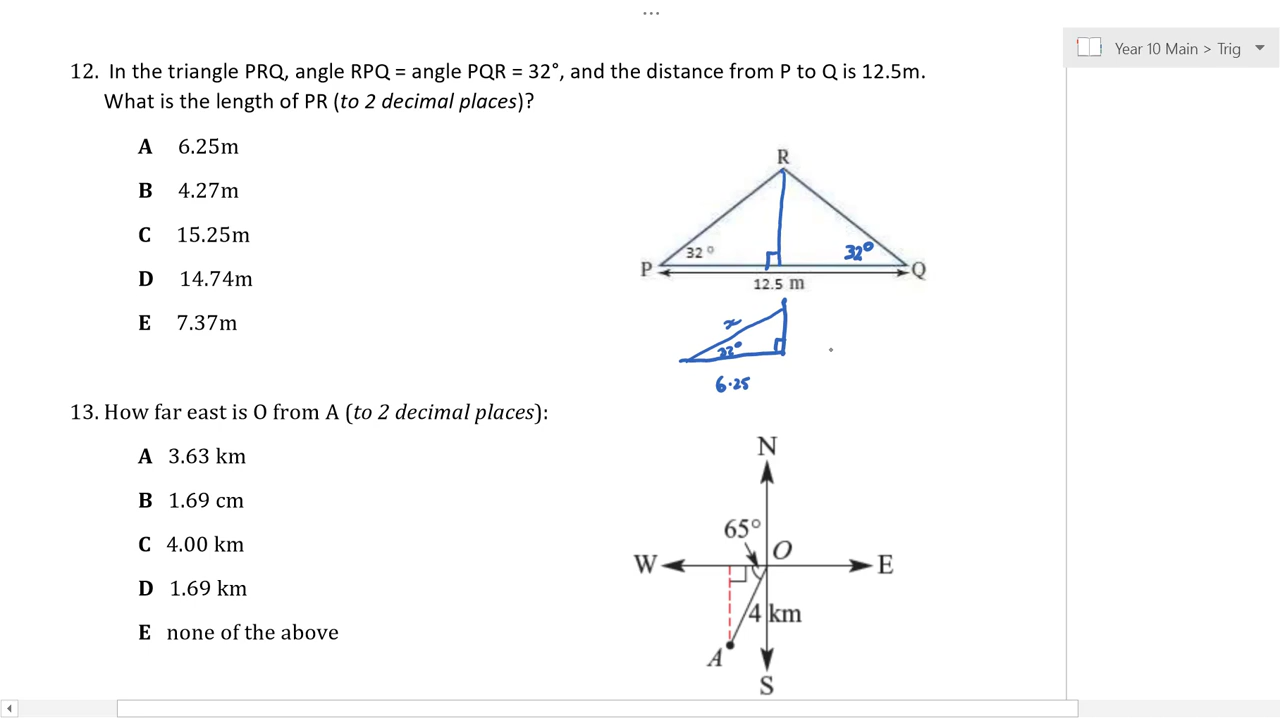 ...
Year 10 Main > Trig
12. In the triangle PRQ, angle RPQ = angle PQR = 32°, and the distance from P to Q is 12.5m.
What is the length of PR (to 2 decimal places)?
A 6.25m
B 4.27m
C 15.25m
D 14.74m
E 7.37m
R
32°
32°
P
Q
12.5 m
x
32°
6.25
13. How far east is O from A (to 2 decimal places):
A 3.63 km
B 1.69 cm
C 4.00 km
D 1.69 km
E none of the above
N
65°
O
W
E
4 km
A
S